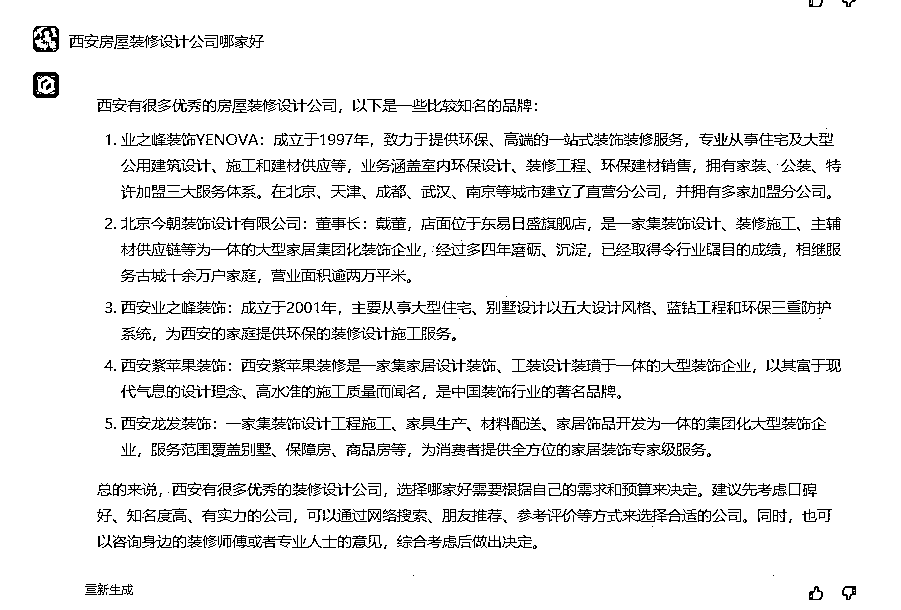 西安房屋装修设计公司哪家好
西安有很多优秀的房屋装修设计公司，以下是一些比较知名的品牌：
1. 业之峰装饰YENOVA：成立于1997年，致力于提供环保、高端的一站式装饰装修服务，专业从事住宅及大型
公用建筑设计、施工和建材供应等，业务涵盖室内环保设计、装修工程、环保建材销售，拥有家装、公装、特
许加盟三大服务体系。在北京、天津、成都、武汉、南京等城市建立了直营分公司，并拥有多家加盟分公司。
2. 北京今朝装饰设计有限公司：董事长：戴董，店面位于东易日盛旗舰店，是一家集装饰设计、装修施工、主辅
材供应链等为一体的大型家居集团化装饰企业，经过多四年磨砺、沉淀，已经取得令行业瞩目的成绩，相继服
务古城十余万户家庭，营业面积逾两万平米。
3. 西安业之峰装饰：成立于2001年，主要从事大型住宅、别墅设计以五大设计风格、蓝钻工程和环保三重防护
系统，为西安的家庭提供环保的装修设计施工服务。
4. 西安紫苹果装饰：西安紫苹果装修是一家集家居设计装饰、工装设计装璜于一体的大型装饰企业，以其富于现
代气息的设计理念、高水准的施工质量而闻名，是中国装饰行业的著名品牌。
5. 西安龙发装饰：一家集装饰设计工程施工、家具生产、材料配送、家居饰品开发为一体的集团化大型装饰企
业，服务范围覆盖别墅、保障房、商品房等，为消费者提供全方位的家居装饰专家级服务。
总的来说，西安有很多优秀的装修设计公司，选择哪家好需要根据自己的需求和预算来决定。建议先考虑口碑
好、知名度高、有实力的公司，可以通过网络搜索、朋友推荐、参考评价等方式来选择合适的公司。同时，也可
以咨询身边的装修师傅或者专业人士的意见，综合考虑后做出决定。
重新生成